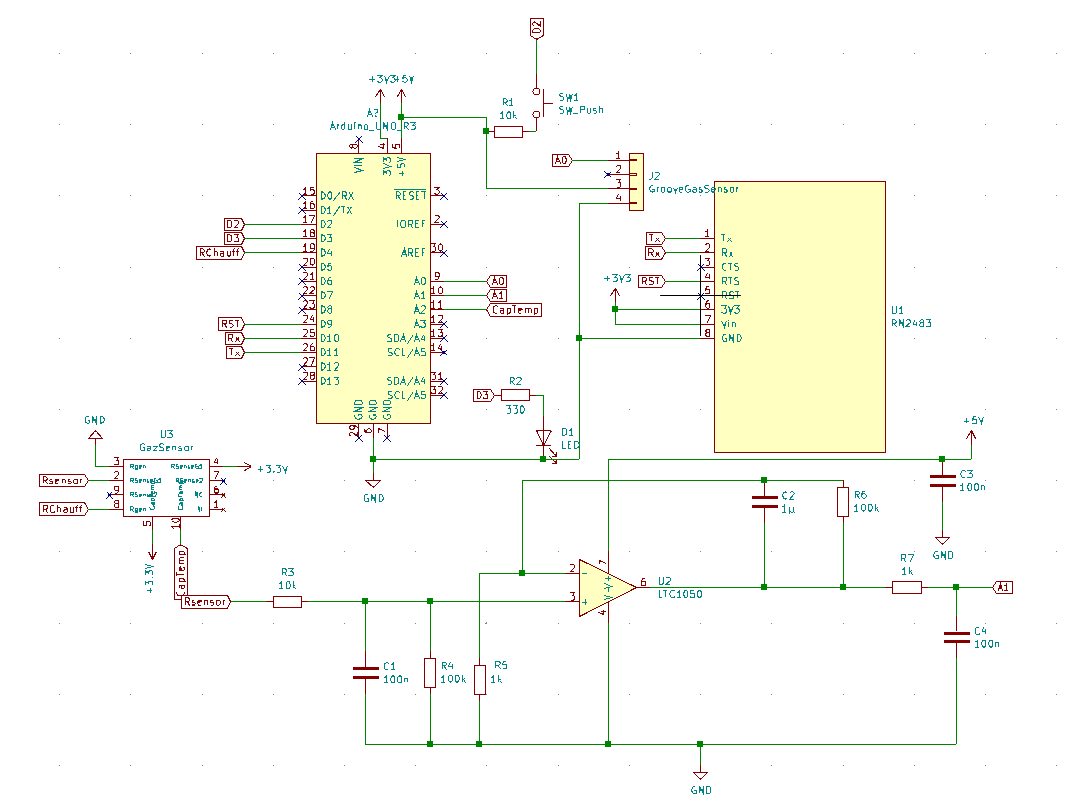 D2
+3V3
+5V
A?
Arduino_UNO_R3
R1
10k
SW1
SW_Push
8
4
5
VIN
3V3
+5V
15
D0/RX
RESET
3
16
D1/TX
D2
17
D2
IOREF
2
D3
18
D3
RChauff
19
D4
AREF
30
20
D5
21
D6
A0
9
A0
22
D7
A1
10
A1
23
D8
A2
11
CapTemp
RST
24
D9
A3
12
Rx
25
D10
SDA/A4
13
Tx
26
D11
SCL/A5
14
27
D12
28
D13
SDA/A4
31
SCL/A5
32
GND
GND
GND
29
6
7
GND
A0
1
2
3
4
J2
GrooveGasSensor
Tx
1
Tx
Rx
2
Rx
3
CTS
RST
4
RTS
5
RST
+3V3
6
3V3
7
Vin
8
GND
U1
RN2483
D3
R2
330
D1
LED
GND
U3
GazSensor
3
Rgen
4
+3.3V
Rsensor
2
7
9
6
RChauff
8
Rgen
1
5
10
+3.3V
CapTemp
Rsensor
R3
10k
C1
100n
R4
100k
R5
1k
2
-
3
+
7
V+
V-
4
6
U2
LTC1050
C2
1µ
R6
100k
+5V
C3
100n
GND
R7
1k
A1
C4
100n
GND